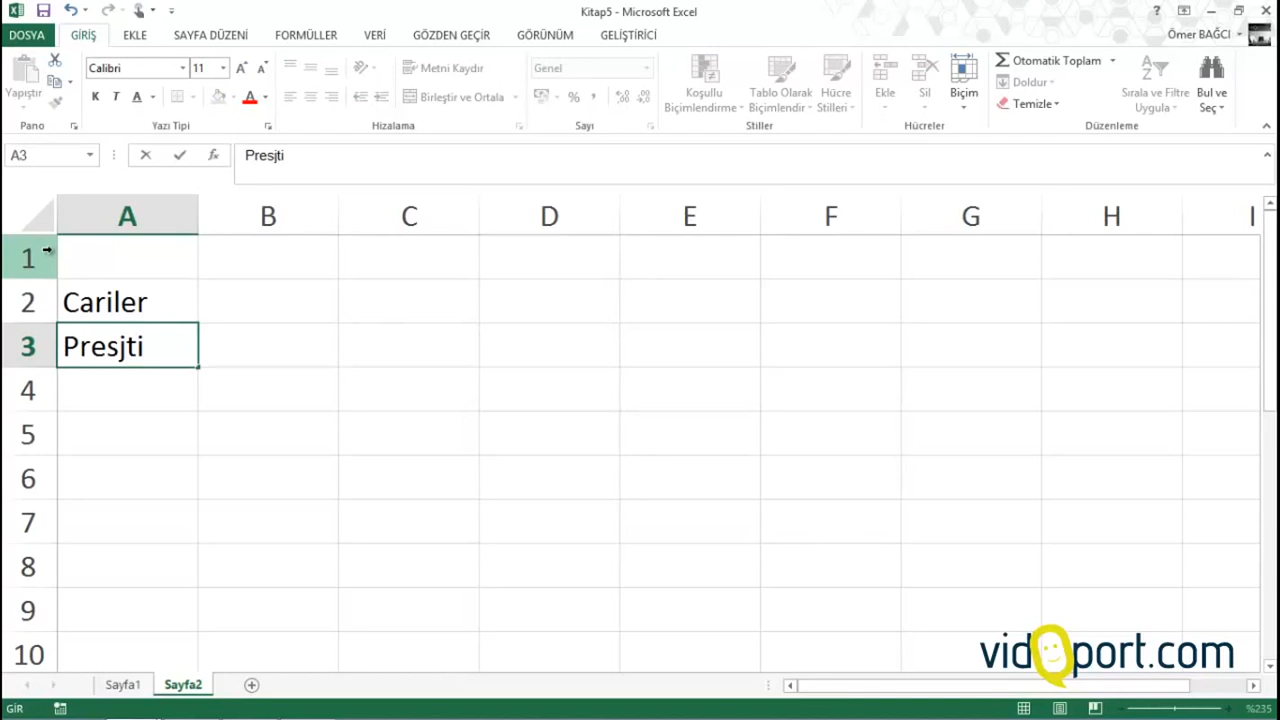 Kitap5 - Microsoft Excel
?
DOSYA GİRİŞ EKLE SAYFA DÜZENİ FORMÜLLER VERİ GÖZDEN GEÇİR GÖRÜNÜM GELİŞTİRİCİ Ömer BAĞCI
Yapıştır
Pano
Calibri 11
K T A
Yazı Tipi
Metni Kaydır
Birleştir ve Ortala
Hizalama
Genel
%
Sayı
Koşullu Biçimlendirme
Tablo Olarak Biçimlendir
Hücre Stilleri
Stiller
Ekle Sil Biçim
Hücreler
Otomatik Toplam
Doldur
Temizle
Sırala ve Filtre Uygula
Bul ve Seç
Düzenleme
A3 fx Presjti
A B C D E F G H I
1
2 Cariler
3 Presjti
4
5
6
7
8
9
10
vidoport.com
Sayfa1 Sayfa2
GİR %235